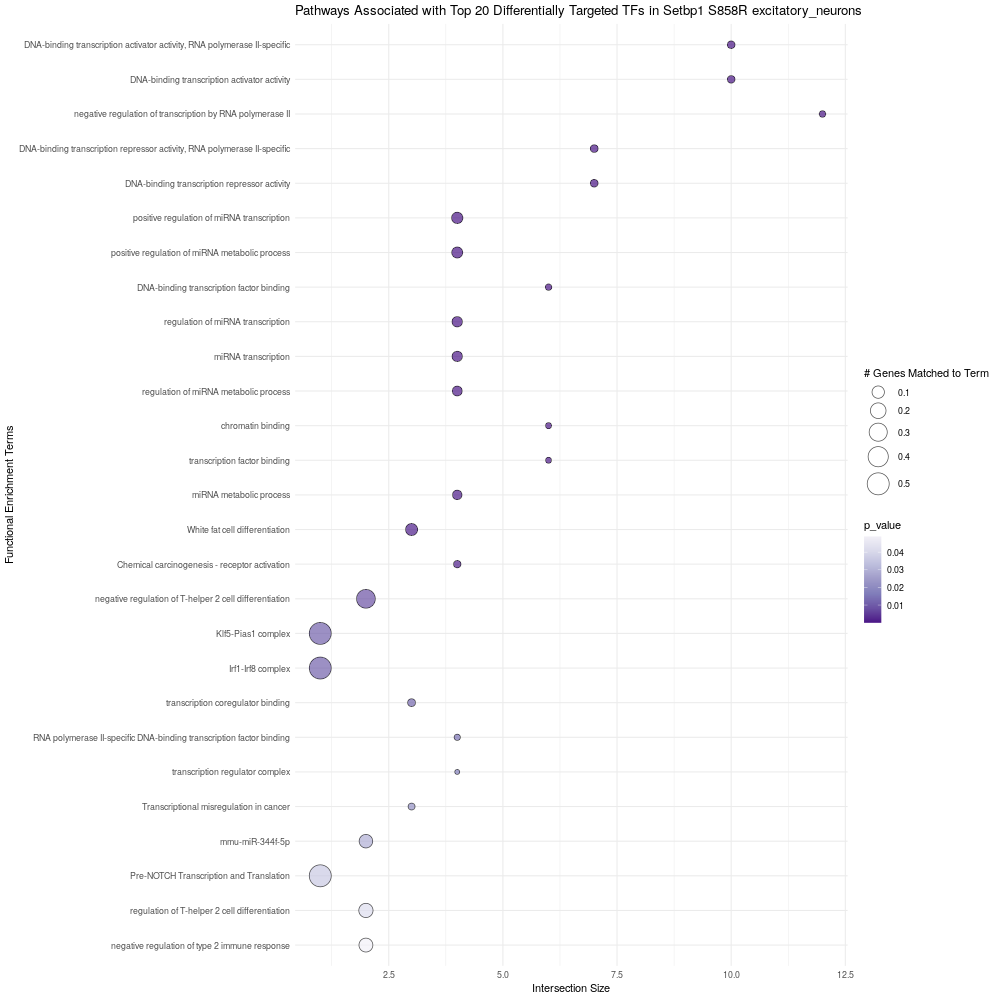 Pathways Associated with Top 20 Differentially Targeted TFs in Setbp1 S858R excitatory_neurons
Functional Enrichment Terms
DNA-binding transcription activator activity, RNA polymerase II-specific
DNA-binding transcription activator activity
negative regulation of transcription by RNA polymerase II
DNA-binding transcription repressor activity, RNA polymerase II-specific
DNA-binding transcription repressor activity
positive regulation of miRNA transcription
positive regulation of miRNA metabolic process
DNA-binding transcription factor binding
regulation of miRNA transcription
miRNA transcription
regulation of miRNA metabolic process
chromatin binding
transcription factor binding
miRNA metabolic process
White fat cell differentiation
Chemical carcinogenesis - receptor activation
negative regulation of T-helper 2 cell differentiation
Klf5-Pias1 complex
Irf1-Irf8 complex
transcription coregulator binding
RNA polymerase II-specific DNA-binding transcription factor binding
transcription regulator complex
Transcriptional misregulation in cancer
mmu-miR-344f-5p
Pre-NOTCH Transcription and Translation
regulation of T-helper 2 cell differentiation
negative regulation of type 2 immune response
2.5 5.0 7.5 10.0 12.5
Intersection Size
# Genes Matched to Term
0.1
0.2
0.3
0.4
0.5
p_value
0.04
0.03
0.02
0.01